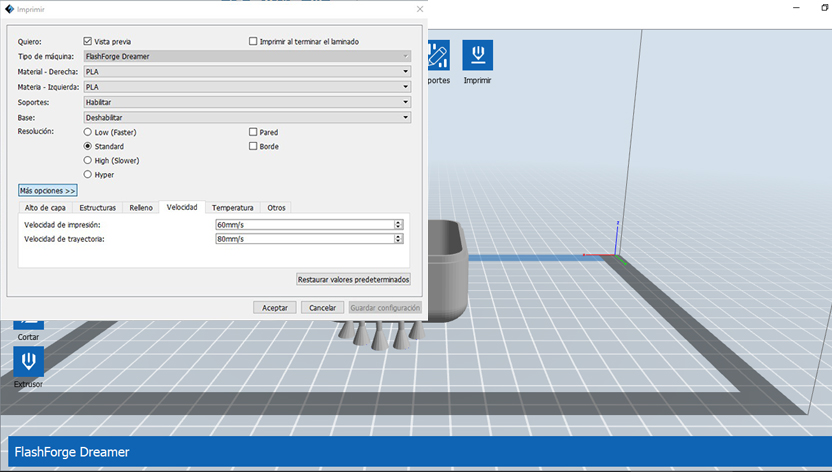 Imprimir
Quiero: Vista previa Imprimir al terminar el laminado
Tipo de máquina: FlashForge Dreamer
Material - Derecha: PLA
Materia - Izquierda: PLA
Soportes: Habilitar
Base: Deshabilitar
Resolución: Low (Faster) Pared
Standard Borde
High (Slower)
Hyper
Más opciones >>
Alto de capa Estructuras Relleno Velocidad Temperatura Otros
Velocidad de impresión: 60mm/s
Velocidad de trayectoria: 80mm/s
Restaurar valores predeterminados
Aceptar Cancelar Guardar configuración
portes Imprimir
z
Cortar
Extrusor
FlashForge Dreamer